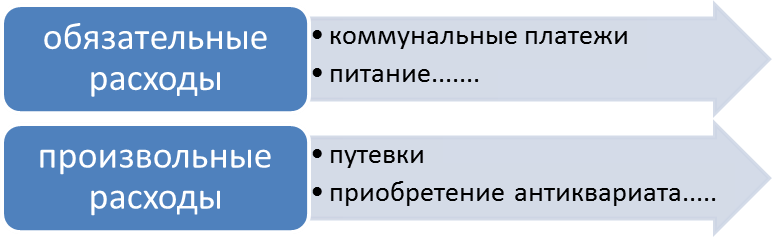 обязательные
расходы
• коммунальные платежи
• питание.......
произвольные
расходы
• путевки
• приобретение антиквариата.....